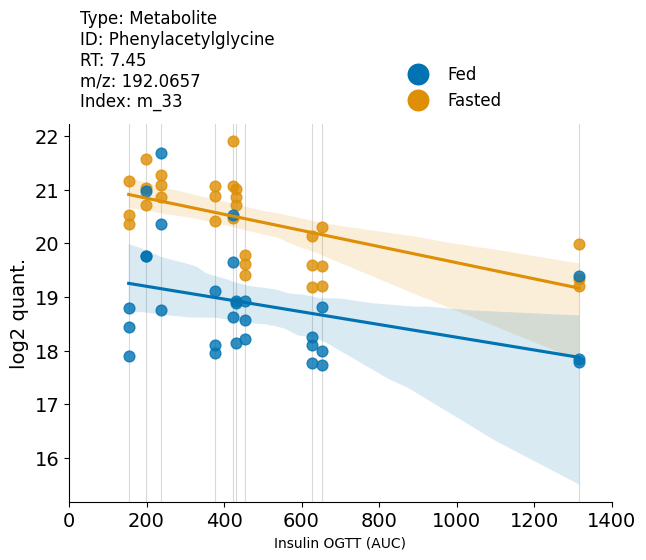 Type: Metabolite
ID: Phenylacetylglycine
RT: 7.45
m/z: 192.0657
Index: m_33
Fed
Fasted
22
21
20
19
18
17
16
log2 quant.
0
200
400
600
800
1000
1200
1400
Insulin OGTT (AUC)